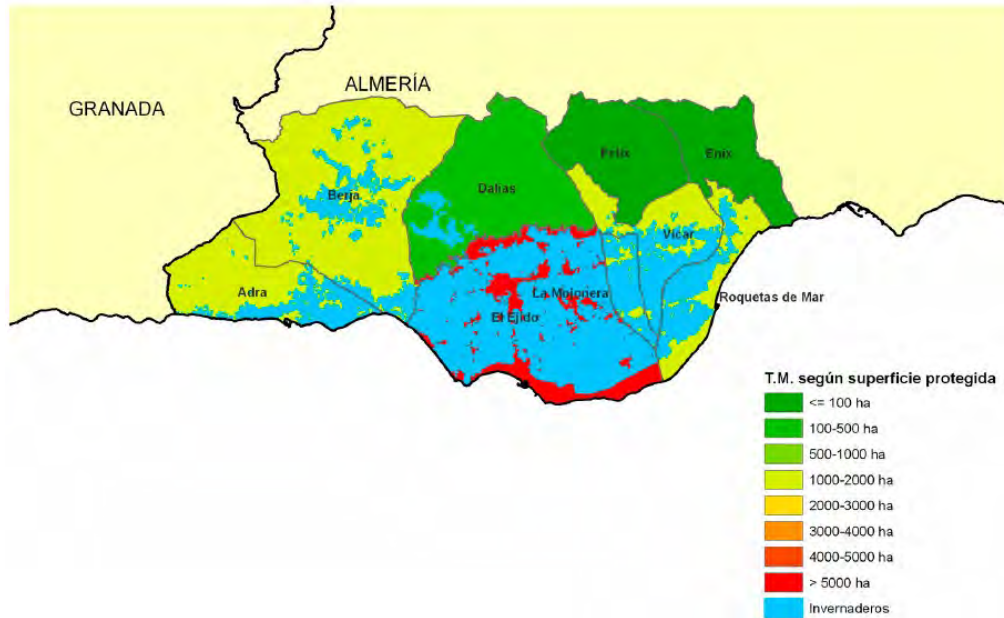 ALMERÍA
GRANADA
Felix
Enix
Dalias
Berja
Vicar
La Mojonera
Adra
Roquetas de Mar
El Ejido
T.M. según superficie protegida
<= 100 ha
100-500 ha
500-1000 ha
1000-2000 ha
2000-3000 ha
3000-4000 ha
4000-5000 ha
> 5000 ha
Invernaderos